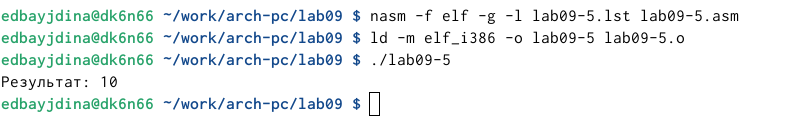 edbayjdina@dk6n66 ~/work/arch-pc/lab09 $ nasm -f elf -g -l lab09-5.lst lab09-5.asm
edbayjdina@dk6n66 ~/work/arch-pc/lab09 $ ld -m elf_i386 -o lab09-5 lab09-5.o
edbayjdina@dk6n66 ~/work/arch-pc/lab09 $ ./lab09-5
Результат: 10
edbayjdina@dk6n66 ~/work/arch-pc/lab09 $